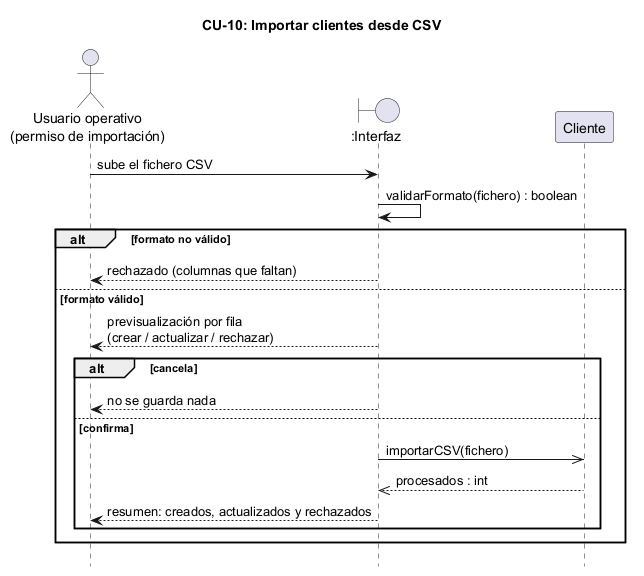 CU-10: Importar clientes desde CSV
Usuario operativo
(permiso de importación)
:Interfaz
Cliente
sube el fichero CSV
validarFormato(fichero) : boolean
alt
[formato no válido]
rechazado (columnas que faltan)
[formato válido]
previsualización por fila
(crear / actualizar / rechazar)
alt
[cancela]
no se guarda nada
[confirma]
importarCSV(fichero)
procesados : int
resumen: creados, actualizados y rechazados